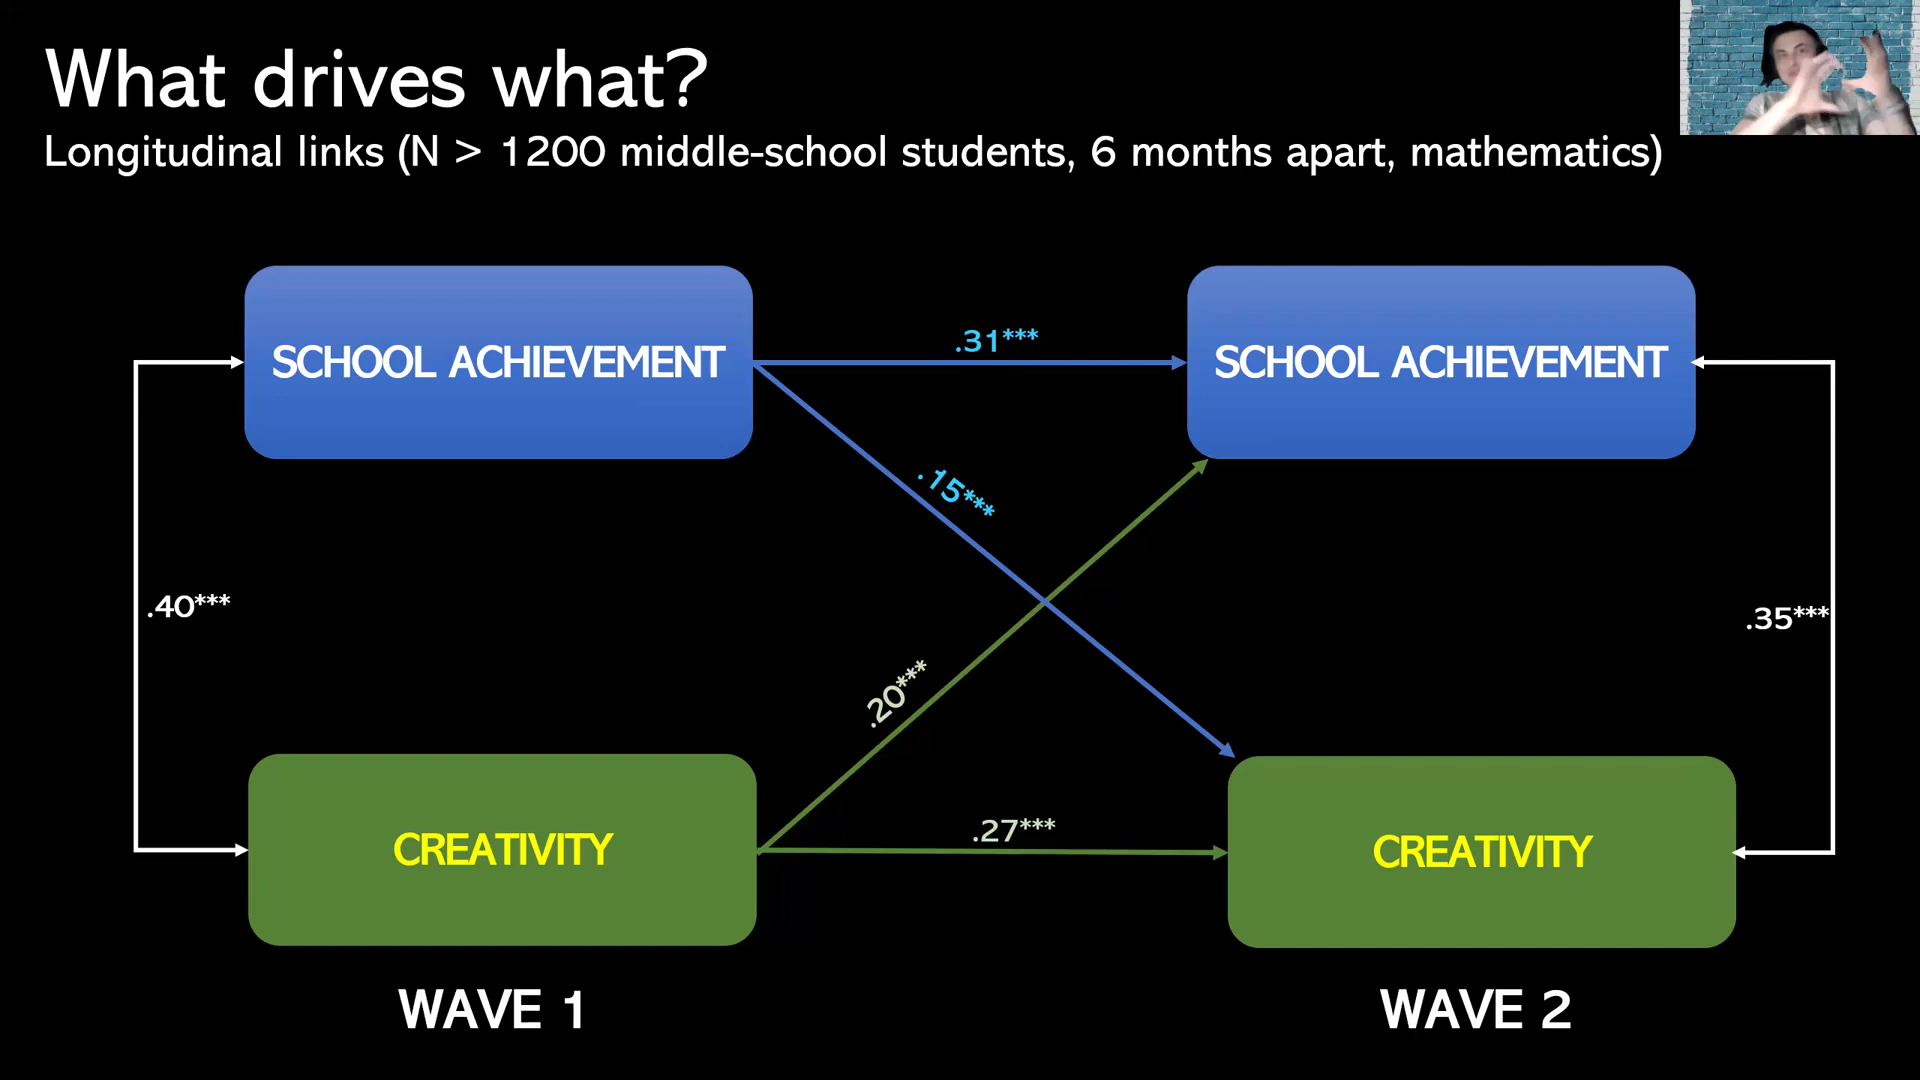 What drives what?
Longitudinal links (N > 1200 middle-school students, 6 months apart, mathematics)
SCHOOL ACHIEVEMENT
.31***
SCHOOL ACHIEVEMENT
.15***
.40***
.35***
.20***
CREATIVITY
.27***
CREATIVITY
WAVE 1
WAVE 2